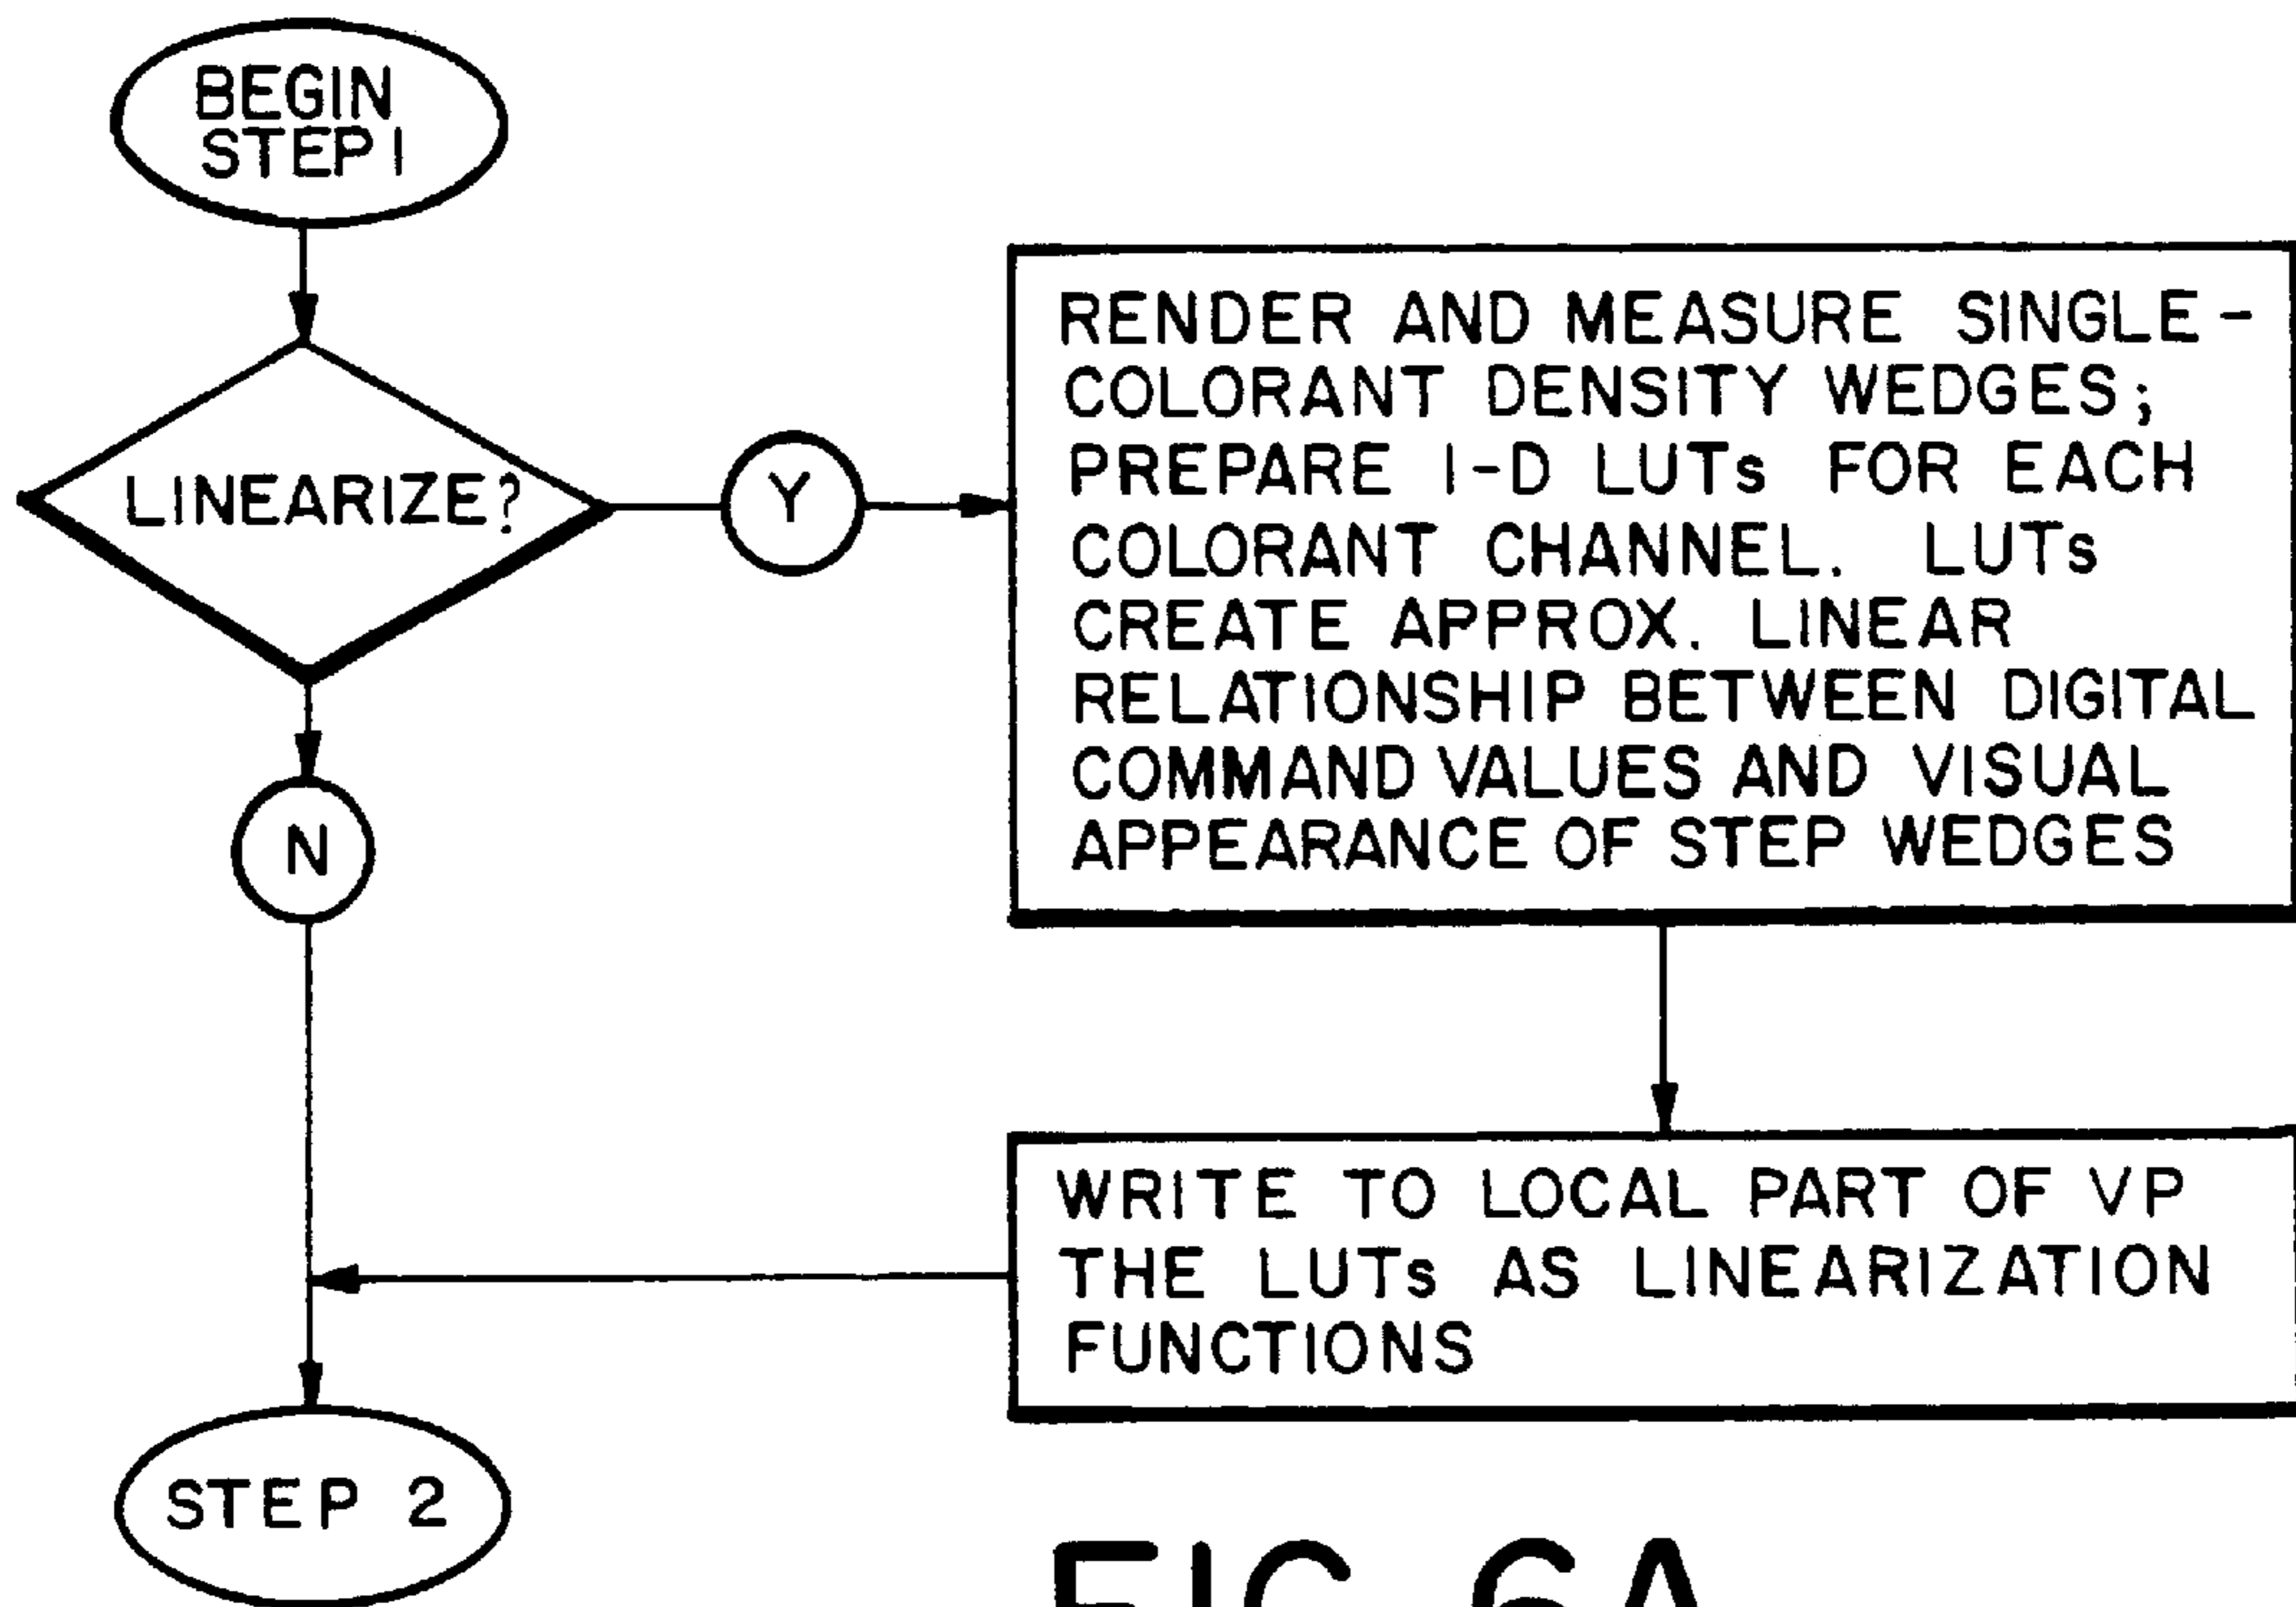 BEGIN
STEP 1
LINEARIZE?
Y
N
RENDER AND MEASURE SINGLE-
COLORANT DENSITY WEDGES;
PREPARE 1-D LUTs FOR EACH
COLORANT CHANNEL. LUTs
CREATE APPROX. LINEAR
RELATIONSHIP BETWEEN DIGITAL
COMMAND VALUES AND VISUAL
APPEARANCE OF STEP WEDGES
WRITE TO LOCAL PART OF VP
THE LUTs AS LINEARIZATION
FUNCTIONS
STEP 2
FIG. 6A